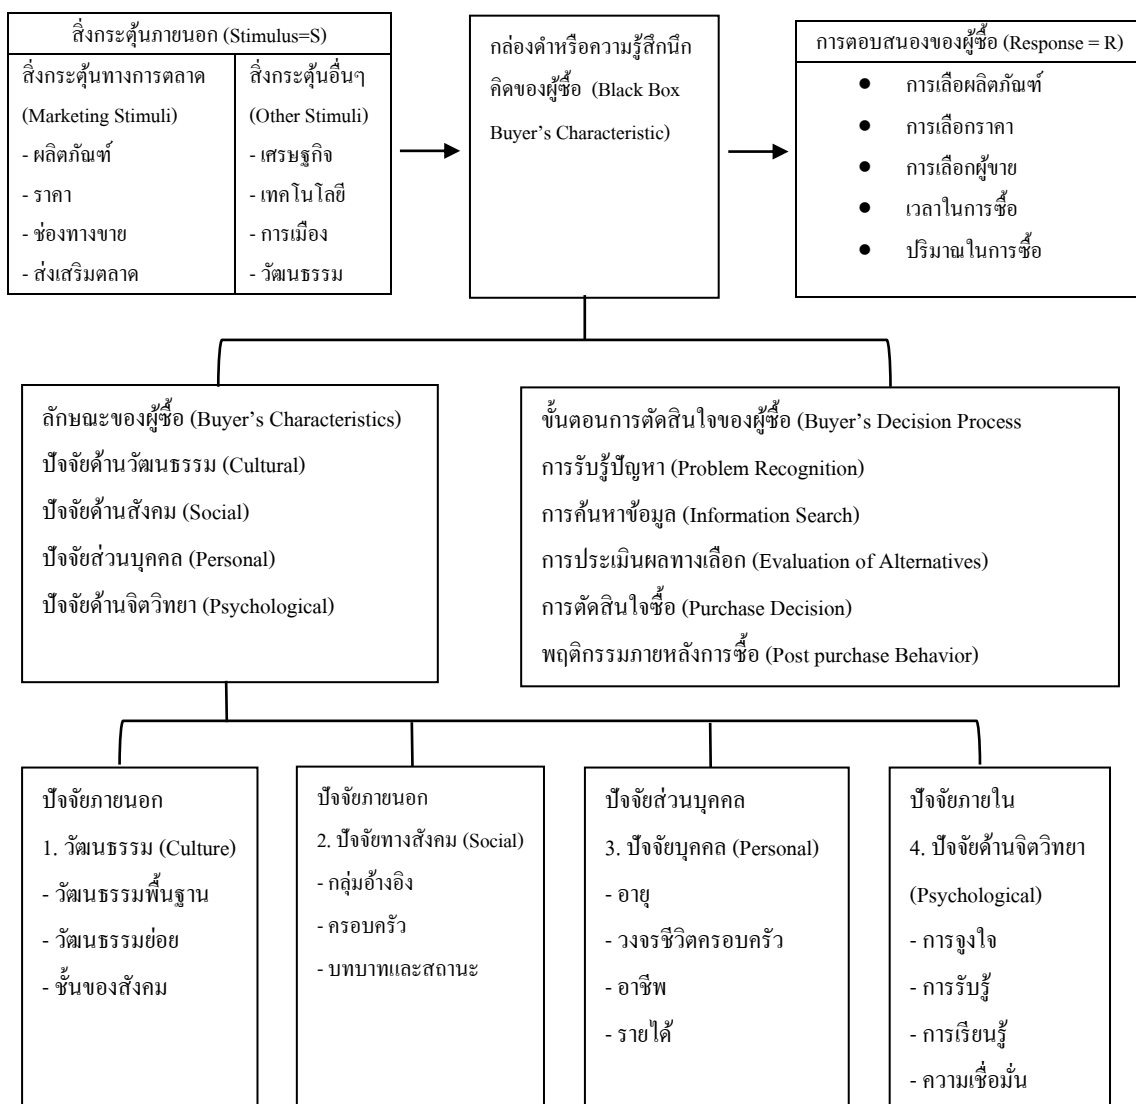 สิ่งกระตุ้นภายนอก (Stimulus=S)
สิ่งกระตุ้นทางการตลาด
(Marketing Stimuli)
- ผลิตภัณฑ์
- ราคา
- ช่องทางขาย
- ส่งเสริมตลาด
สิ่งกระตุ้นอื่นๆ
(Other Stimuli)
- เศรษฐกิจ
- เทคโนโลยี
- การเมือง
- วัฒนธรรม
กล่องดำหรือความรู้สึกนึก
คิดของผู้ซื้อ (Black Box
Buyer's Characteristic)
การตอบสนองของผู้ซื้อ (Response = R)
● การเลือผลิตภัณฑ์
● การเลือกราคา
● การเลือกผู้ขาย
● เวลาในการซื้อ
● ปริมาณในการซื้อ
ลักษณะของผู้ซื้อ (Buyer's Characteristics)
ปัจจัยด้านวัฒนธรรม (Cultural)
ปัจจัยด้านสังคม (Social)
ปัจจัยส่วนบุคคล (Personal)
ปัจจัยด้านจิตวิทยา (Psychological)
ขั้นตอนการตัดสินใจของผู้ซื้อ (Buyer's Decision Process
การรับรู้ปัญหา (Problem Recognition)
การค้นหาข้อมูล (Information Search)
การประเมินผลทางเลือก (Evaluation of Alternatives)
การตัดสินใจซื้อ (Purchase Decision)
พฤติกรรมภายหลังการซื้อ (Post purchase Behavior)
ปัจจัยภายนอก
1. วัฒนธรรม (Culture)
- วัฒนธรรมพื้นฐาน
- วัฒนธรรมย่อย
- ชั้นของสังคม
ปัจจัยภายนอก
2. ปัจจัยทางสังคม (Social)
- กลุ่มอ้างอิง
- ครอบครัว
- บทบาทและสถานะ
ปัจจัยส่วนบุคคล
3. ปัจจัยบุคคล (Personal)
- อายุ
- วงจรชีวิตครอบครัว
- อาชีพ
- รายได้
ปัจจัยภายใน
4. ปัจจัยด้านจิตวิทยา
(Psychological)
- การจูงใจ
- การรับรู้
- การเรียนรู้
- ความเชื่อมั่น